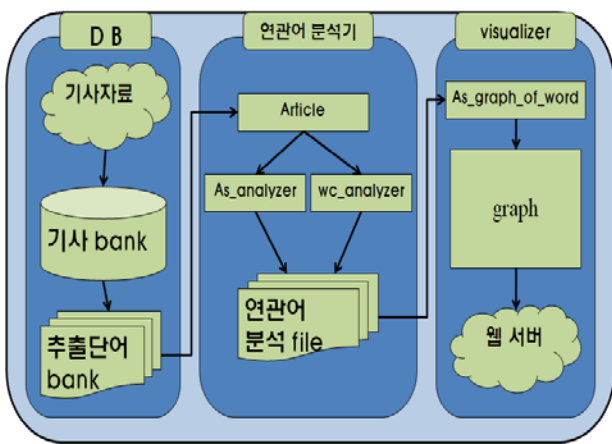 D B
기사자료
기사 bank
추출단어
bank
연관어 분석기
Article
As_analyzer
wc_analyzer
연관어
분석 file
visualizer
As_graph_of_word
graph
웹 서버